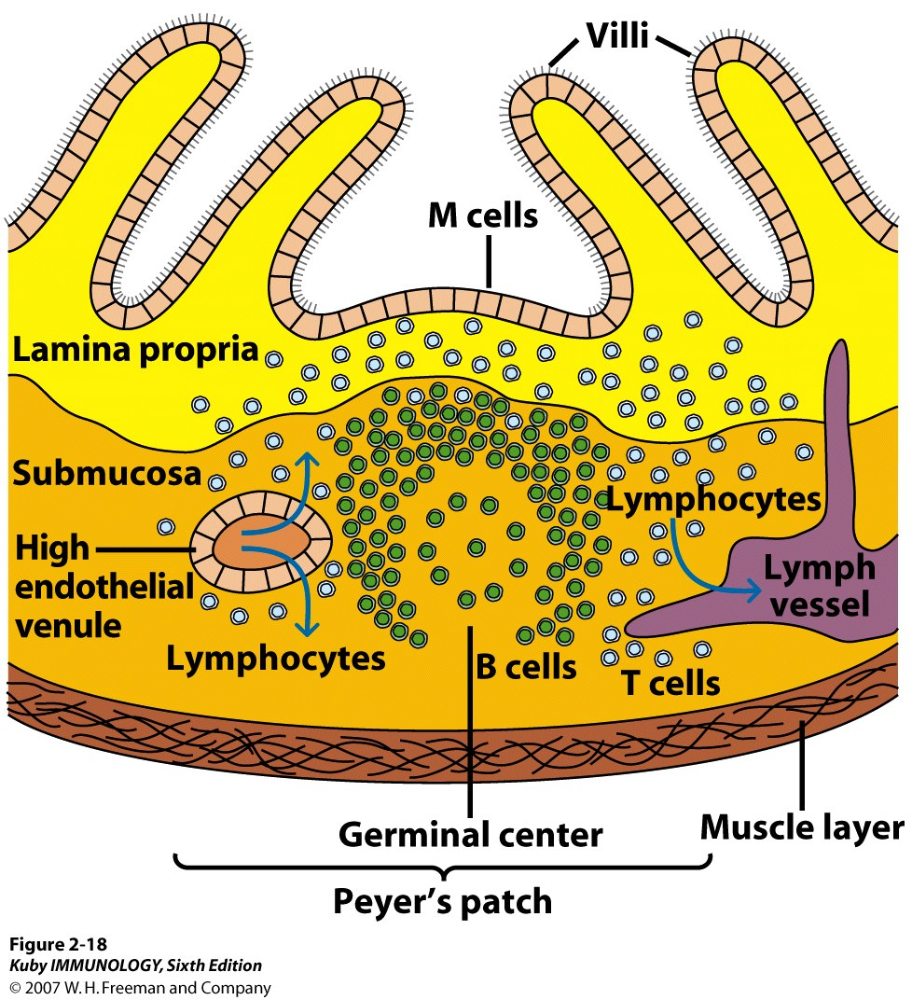 Villi
M cells
Lamina propria
Submucosa
Lymphocytes
High
endothelial
venule
Lymph
vessel
Lymphocytes
B cells
T cells
Germinal center
Muscle layer
Peyer’s patch
Figure 2-18
Kuby IMMUNOLOGY, Sixth Edition
© 2007 W. H. Freeman and Company